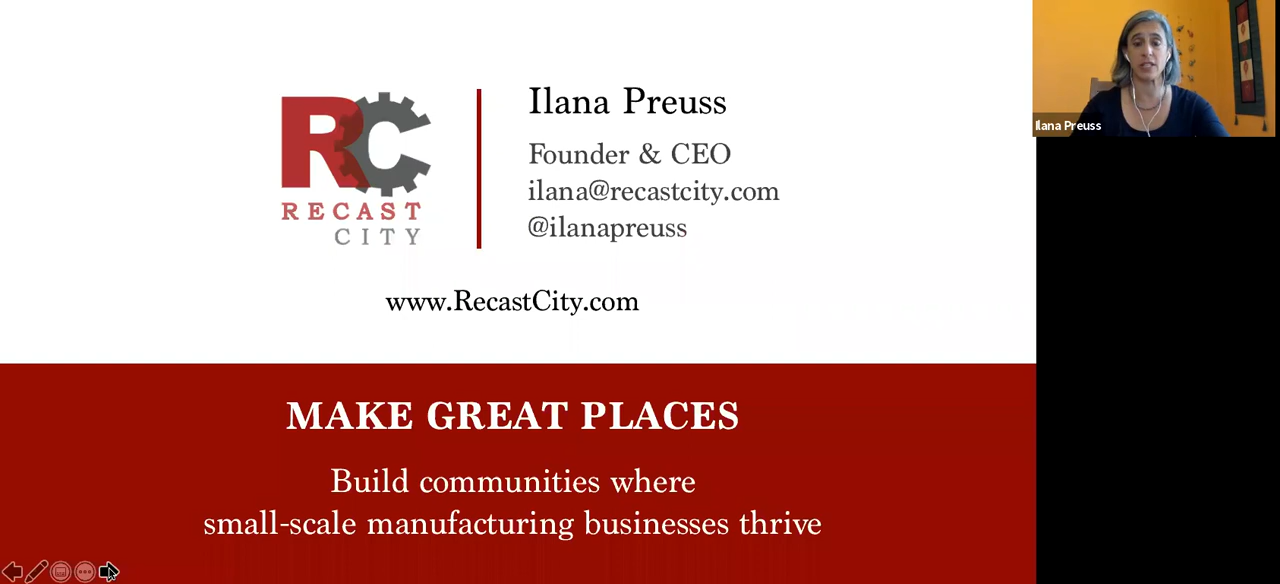 Ilana Preuss
Founder & CEO
ilana@recastcity.com
@ilanapreuss
RC
RECAST
CITY
www.RecastCity.com
MAKE GREAT PLACES
Build communities where
small-scale manufacturing businesses thrive
Ilana Preuss